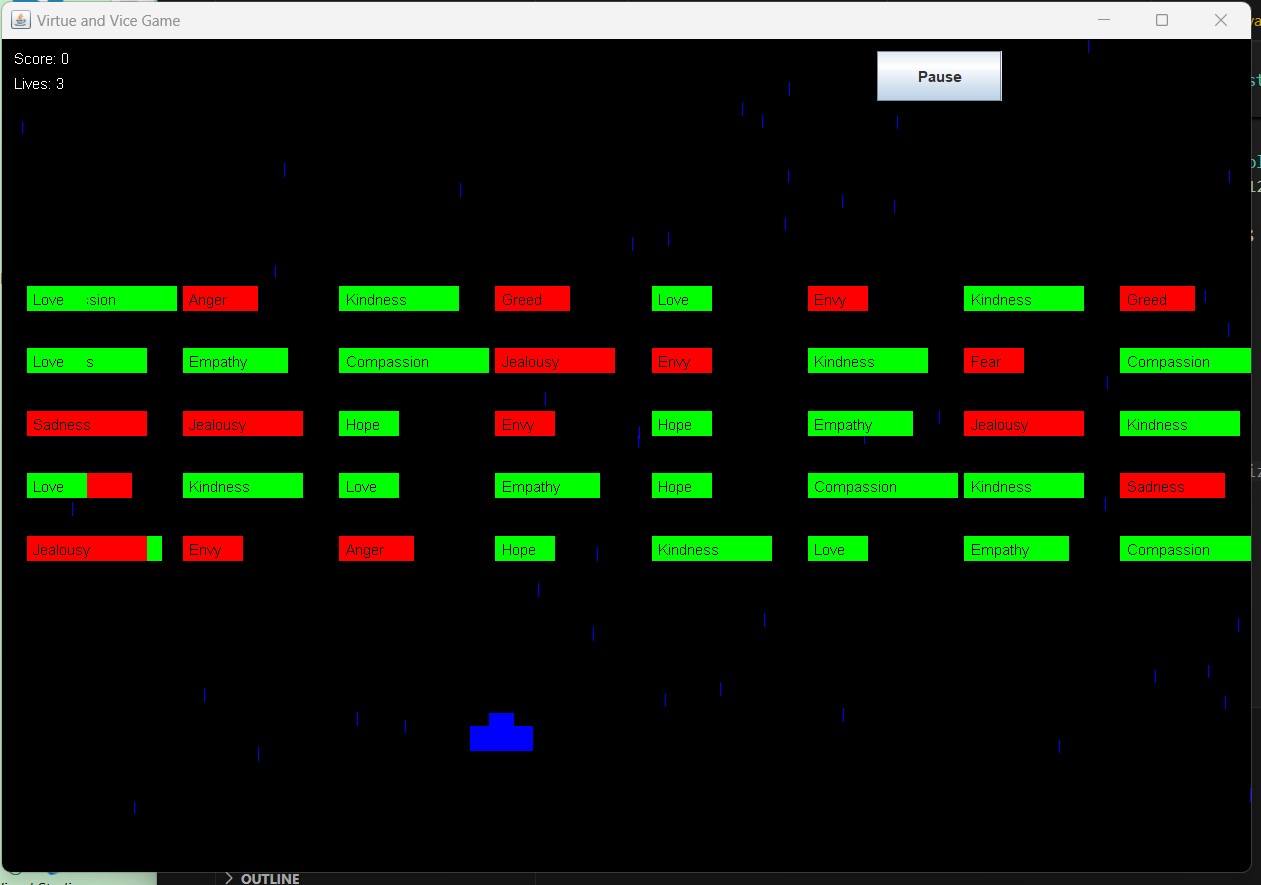 Virtue and Vice Game
Score: 0
Pause
Lives: 3
Love sion Anger Kindness Greed Love Envy Kindness Greed
Love s Empathy Compassion Jealousy Envy Kindness Fear Compassion
Sadness Jealousy Hope Envy Hope Empathy Jealousy Kindness
Love Kindness Love Empathy Hope Compassion Kindness Sadness
Jealousy Envy Anger Hope Kindness Love Empathy Compassion
OUTLINE